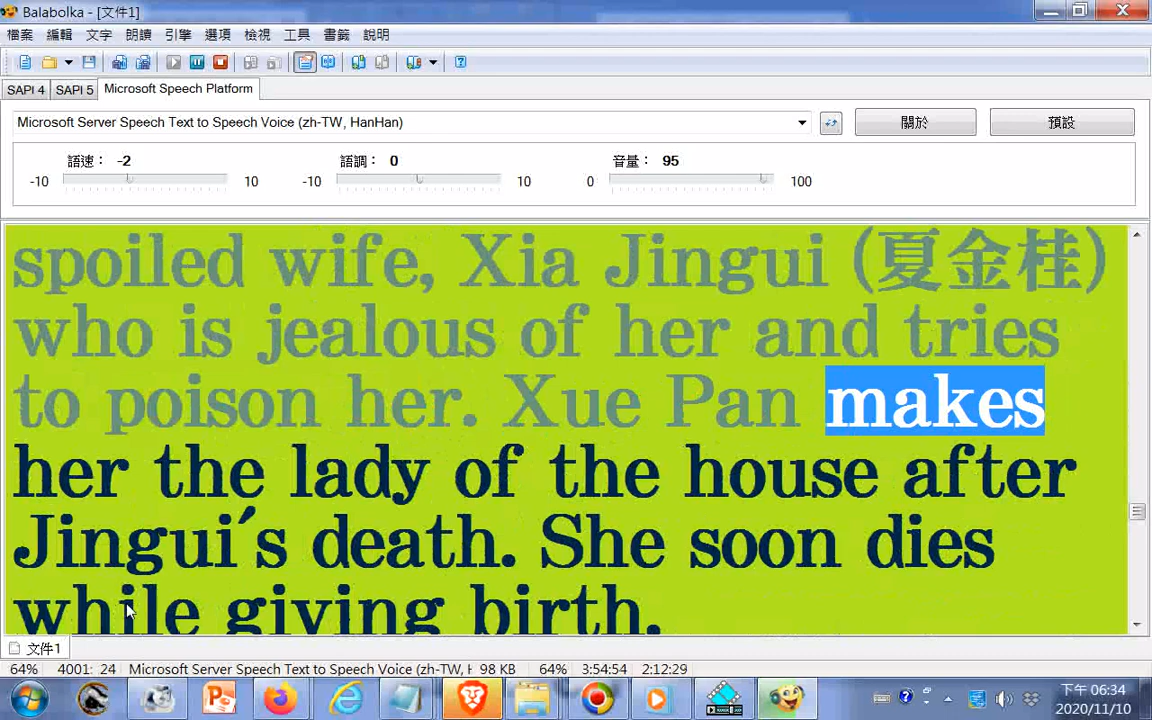 Balabolka - [文件1]
檔案 編輯 文字 朗讀 引擎 選項 檢視 工具 書籤 說明
SAPI 4 SAPI 5 Microsoft Speech Platform
Microsoft Server Speech Text to Speech Voice (zh-TW, HanHan) 關於 預設
語速： -2 語調： 0 音量： 95
-10 10 -10 10 0 100
spoiled wife, Xia Jingui (夏金桂)
who is jealous of her and tries
to poison her. Xue Pan makes
her the lady of the house after
Jingui's death. She soon dies
while giving birth.
文件1
64% 4001: 24 Microsoft Server Speech Text to Speech Voice (zh-TW, H 98 KB 64% 3:54:54 2:12:29
下午 06:34
2020/11/10